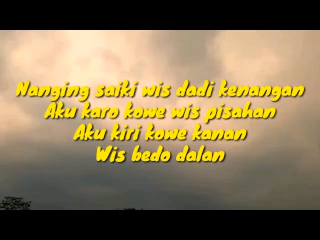 Nanging saiki wis dadi kenangan
Aku karo kowe wis pisahan
Aku kiri kowe kanan
Wis bedo dalan